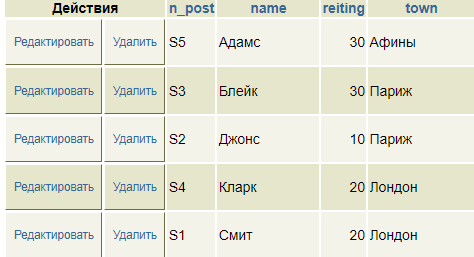 Действия n_post name reiting town
Редактировать Удалить S5 Адамс 30 Афины
Редактировать Удалить S3 Блейк 30 Париж
Редактировать Удалить S2 Джонс 10 Париж
Редактировать Удалить S4 Кларк 20 Лондон
Редактировать Удалить S1 Смит 20 Лондон